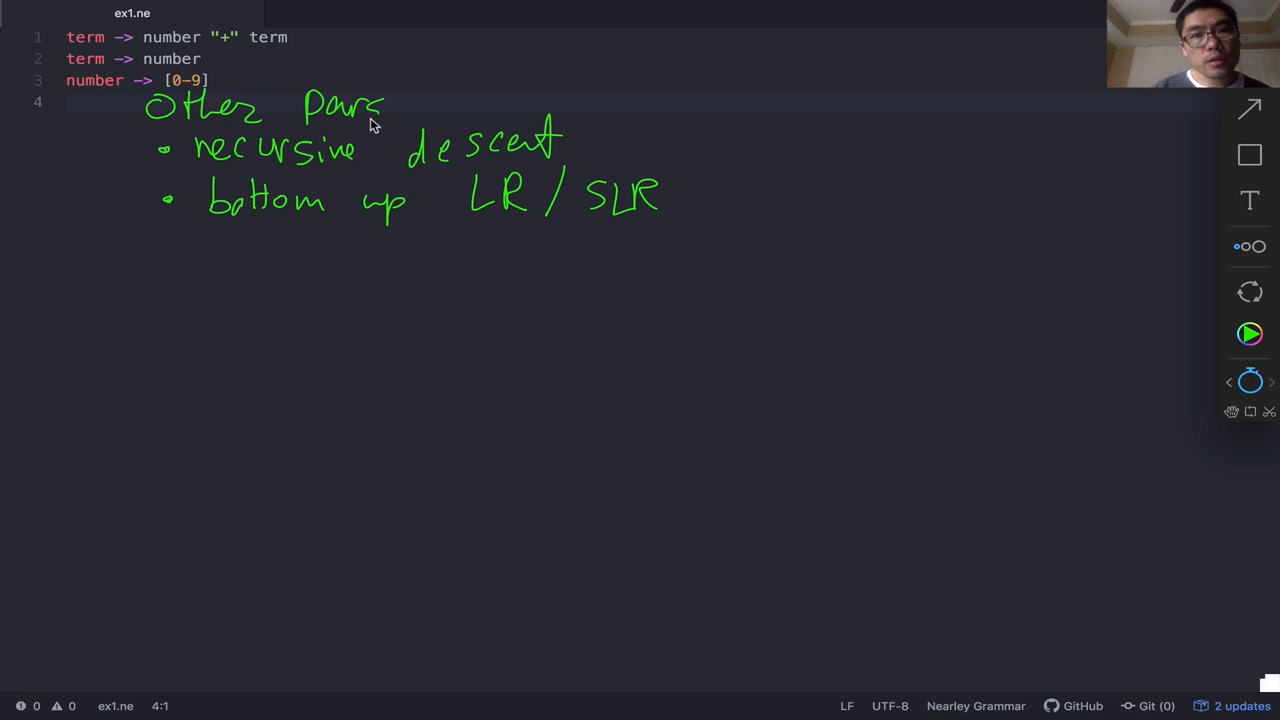 ex1.ne
1 term -> number "+" term
2 term -> number
3 number -> [0-9]
4
Other Pars
• recursive descent
• bottom up LR / SLR
T
0 0 ex1.ne 4:1 LF UTF-8 Nearley Grammar GitHub Git (0) 2 updates